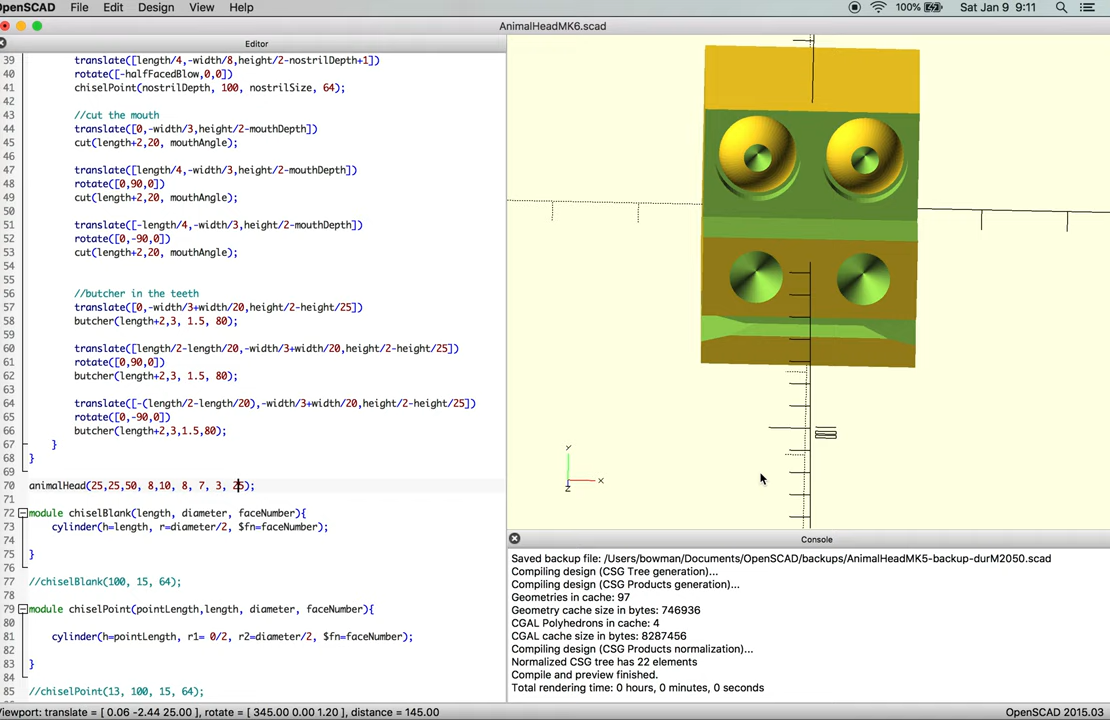 OpenSCAD File Edit Design View Help 100% Sat Jan 9 9:11
AnimalHeadMK6.scad
Editor
39 translate([length/4,-width/8,height/2-nostrilDepth+1])
40 rotate([-halfFacedBlow,0,0])
41 chiselPoint(nostrilDepth, 100, nostrilSize, 64);
42
43 //cut the mouth
44 translate([0,-width/3,height/2-mouthDepth])
45 cut(length+2,20, mouthAngle);
46
47 translate([length/4,-width/3,height/2-mouthDepth])
48 rotate([0,90,0])
49 cut(length+2,20, mouthAngle);
50
51 translate([-length/4,-width/3,height/2-mouthDepth])
52 rotate([0,-90,0])
53 cut(length+2,20, mouthAngle);
54
55
56 //butcher in the teeth
57 translate([0,-width/3+width/20,height/2-height/25])
58 butcher(length+2,3, 1.5, 80);
59
60 translate([length/2-length/20,-width/3+width/20,height/2-height/25])
61 rotate([0,90,0])
62 butcher(length+2,3, 1.5, 80);
63
64 translate([-(length/2-length/20),-width/3+width/20,height/2-height/25])
65 rotate([0,-90,0])
66 butcher(length+2,3,1.5,80);
67 }
68 }
69
70 animalHead(25,25,50, 8,10, 8, 7, 3, 25);
71
72 module chiselBlank(length, diameter, faceNumber){
73 cylinder(h=length, r=diameter/2, $fn=faceNumber);
74
75 }
76
77 //chiselBlank(100, 15, 64);
78
79 module chiselPoint(pointLength,length, diameter, faceNumber){
80
81 cylinder(h=pointLength, r1= 0/2, r2=diameter/2, $fn=faceNumber);
82
83 }
84
85 //chiselPoint(13, 100, 15, 64);
Y
X
Z
Console
Saved backup file: /Users/bowman/Documents/OpenSCAD/backups/AnimalHeadMK5-backup-durM2050.scad
Compiling design (CSG Tree generation)...
Compiling design (CSG Products generation)...
Geometries in cache: 97
Geometry cache size in bytes: 746936
CGAL Polyhedrons in cache: 4
CGAL cache size in bytes: 8287456
Compiling design (CSG Products normalization)...
Normalized CSG tree has 22 elements
Compile and preview finished.
Total rendering time: 0 hours, 0 minutes, 0 seconds
Viewport: translate = [ 0.06 -2.44 25.00 ], rotate = [ 345.00 0.00 1.20 ], distance = 145.00 OpenSCAD 2015.03